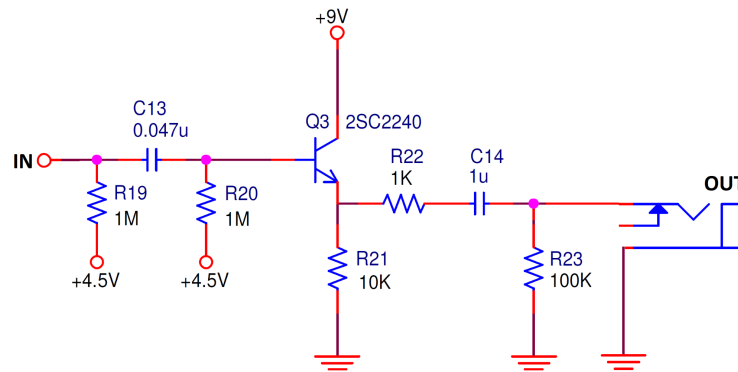 +9V
C13
0.047u
Q3
2SC2240
IN
R22
1K
C14
1u
R19
1M
R20
1M
OUT
R21
10K
R23
100K
+4.5V
+4.5V